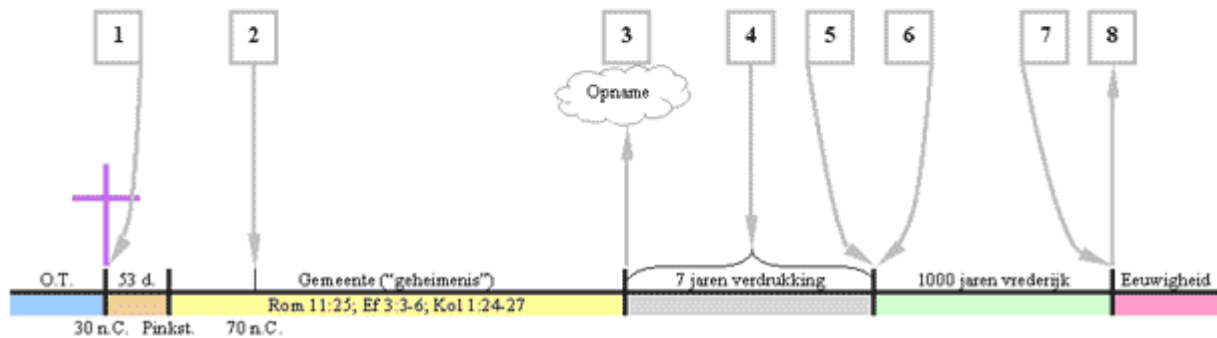 1 2 3 4 5 6 7 8
Opname
O.T. 53 d. Gemeente ("geheimenis") 7 jaren verdrukking 1000 jaren vrederijk Eeuwigheid
Rom 11:25; Ef 3:3-6; Kol 1:24-27
30 n.C. Pinkst. 70 n.C.